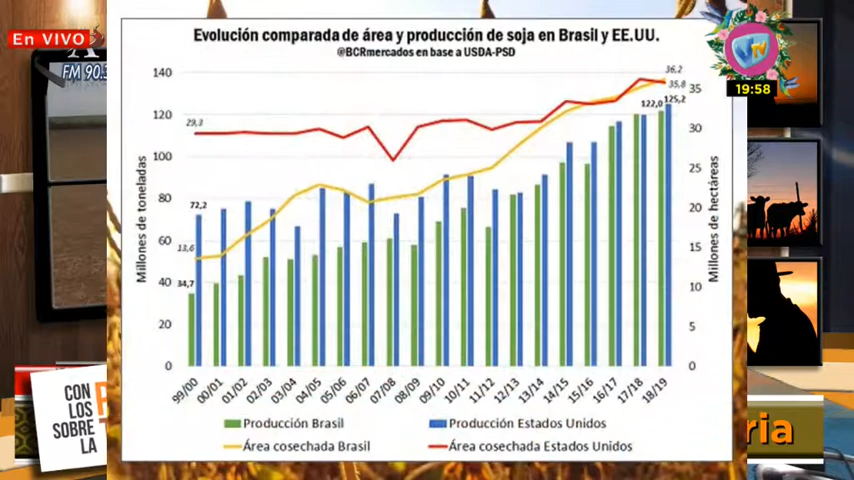 En VIVO
FM 90.3
TV
19:58
Evolución comparada de área y producción de soja en Brasil y EE.UU.
@BCRmercados en base a USDA-PSD
Millones de toneladas
140
120
100
80
60
40
20
0
29,3
72,2
13,6
34,7
36,2
35,8
122,0
125,2
35
30
25
20
15
10
5
0
Millones de hectáreas
99/00
00/01
01/02
02/03
03/04
04/05
05/06
06/07
07/08
08/09
09/10
10/11
11/12
12/13
13/14
14/15
15/16
16/17
17/18
18/19
Producción Brasil
Producción Estados Unidos
Área cosechada Brasil
Área cosechada Estados Unidos
CON
LOS
SOBRE
LA
ria